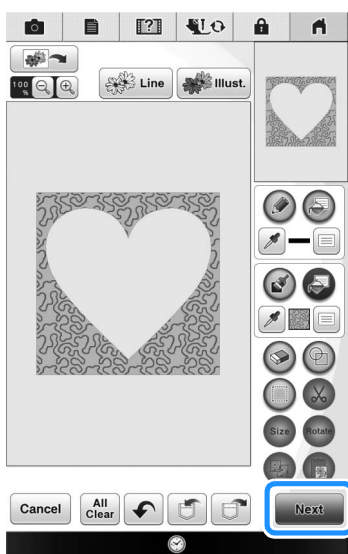 ?
100
%
Line
Illust.
Size
Rotate
Cancel
All
Clear
Next